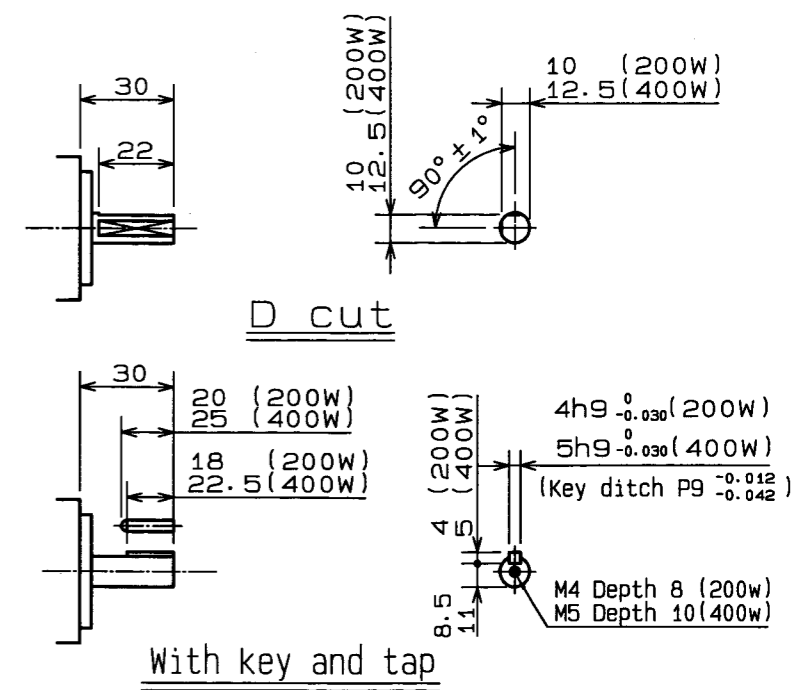 30
22
10 (200W)
12.5(400W)
10 (200W)
12.5(400W)
90°±1°
D cut
30
20 (200W)
25 (400W)
18 (200W)
22.5(400W)
4 (200W)
5 (400W)
8.5
11
4h9 0 -0.030(200W)
5h9 0 -0.030(400W)
(Key ditch P9 -0.012 -0.042)
M4 Depth 8 (200w)
M5 Depth 10(400w)
With key and tap